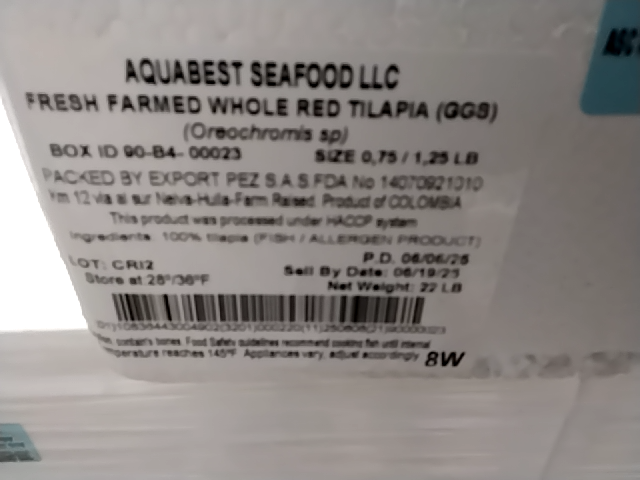 AQUABEST SEAFOOD LLC
FRESH FARMED WHOLE RED TILAPIA (GGS)
(Oreochromis sp)
BOX ID 90-B4- 00023 SIZE 0,75 / 1,25 LB
PACKED BY EXPORT PEZ S.A.S.FDA No 14070921010
Km 12 via al sur Neiva-Huila-Farm Raised. Product of COLOMBIA
This product was processed under HACCP system
Ingredients: 100% tilapia (FISH / ALLERGEN PRODUCT)
P.D. 06/06/25
LOT: CRI2 Sell By Date: 06/19/25
Store at:28°/36°F Net Weight: 22 LB
contain's bones. Food Safety guidelines recommend cooking fish until internal
temperature reaches 145°F. Appliances vary, adjust accordingly 8W
ASC